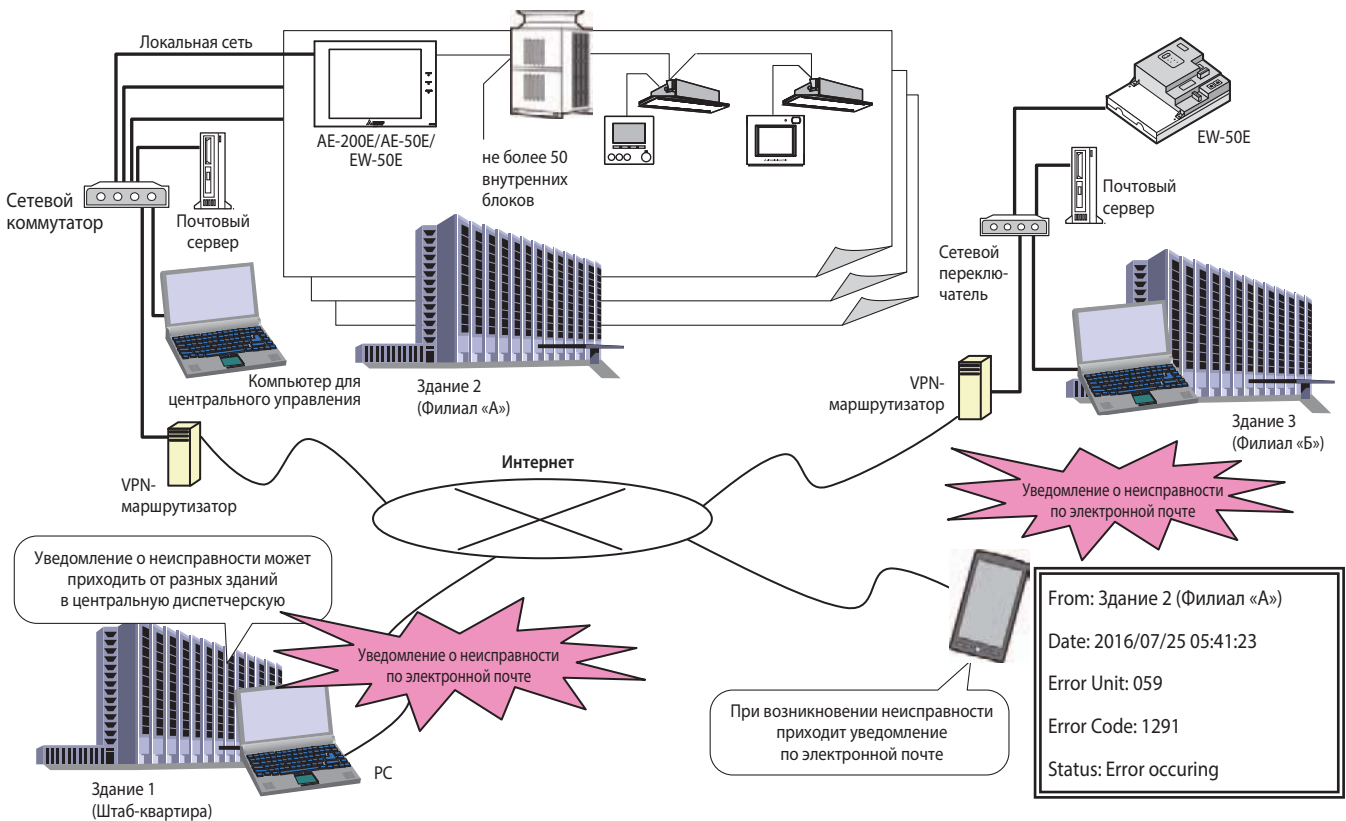 Локальная сеть
AE-200E/AE-50E/
EW-50E
не более 50
внутренних
блоков
EW-50E
Сетевой
коммутатор
Почтовый
сервер
Почтовый
сервер
Сетевой
переклю-
чатель
Компьютер для
центрального управления
Здание 2
(Филиал «А»)
VPN-
маршрутизатор
Здание 3
(Филиал «Б»)
VPN-
маршрутизатор
Интернет
Уведомление о неисправности
по электронной почте
Уведомление о неисправности может
приходить от разных зданий
в центральную диспетчерскую
Уведомление о неисправности
по электронной почте
From: Здание 2 (Филиал «А»)
Date: 2016/07/25 05:41:23
Error Unit: 059
Error Code: 1291
Status: Error occuring
При возникновении неисправности
приходит уведомление
по электронной почте
PC
Здание 1
(Штаб-квартира)